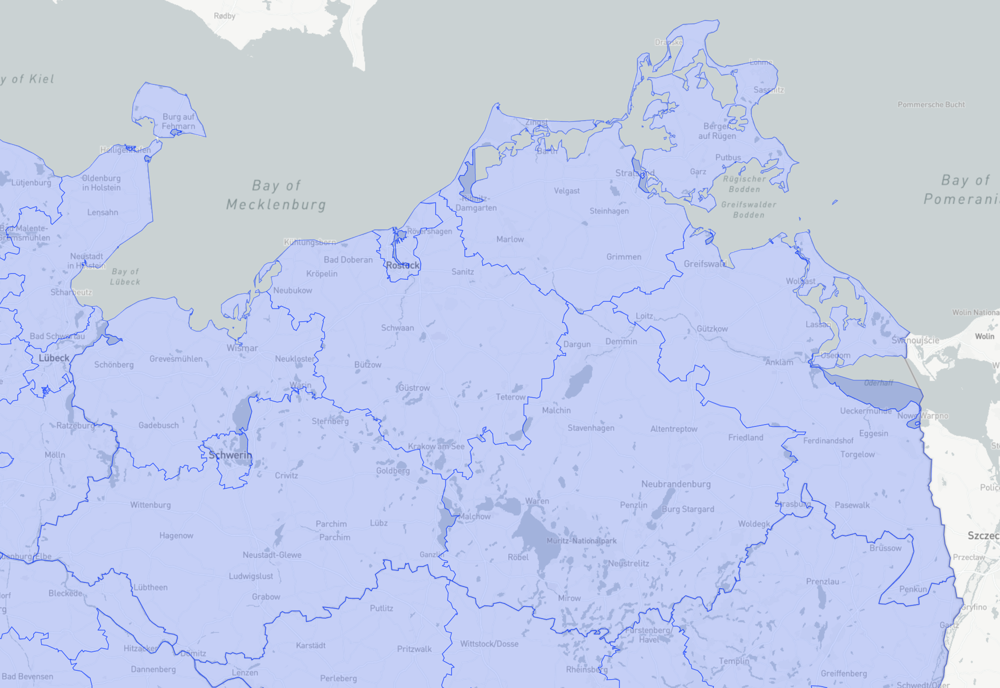 Rødby
Dranske
Lohme
y of Kiel
Sassnitz
Pommersche Bucht
Burg auf
Fehmarn
Zingst
Bergen
auf Rügen
Heiligenhafen
Barth
Putbus
Stralsund
Garz
Lütjenburg
Oldenburg
in Holstein
Bay of
Mecklenburg
Rügischer
Bodden
Bay of
Pomerania
Velgast
-Ribnitz-
Damgarten
Steinhagen
Greifswalder
Bodden
Lensahn
Bad Malente-
Gremsmühlen
Rövershagen
Kühlungsborn
Marlow
Neustadt
in Holstein
Bad Doberan
Rostock
Grimmen
Greifswald
Bay of
Lübeck
Kröpelin
Sanitz
Wolgast
Scharbeutz
Neubukow
Wolin Nationa
Loitz
Lassan
Schwaan
Gützkow
Bad Schwartau
Wismar
Dargun
Demmin
Świnoujście
Wolin
Lübeck
Grevesmühlen
Neukloster
Usedom
Schönberg
Bützow
Anklam
W
e
Warin
Güstrow
Oderhaff
Teterow
Malchin
Ueckermünde
Nowe Warpno
Ratzeburg
Gadebusch
Sternberg
Stavenhagen
Altentreptow
Eggesin
Friedland
Ferdinandshof
Krakow am See
Ste
Mölln
Schwerin
Torgelow
Goldberg
Crivitz
Neubrandenburg
Police
Wittenburg
Waren
Penzlin
Burg Stargard
Strasburg
Pasewalk
Malchow
Parchim
Parchim
Lübz
Woldegk
Hagenow
Müritz-Nationalpark
Szczec
Brüssow
uenburg/Elbe
Neustadt-Glewe
Ganzlin
Röbel
Neustrelitz
Przecław
Ludwigslust
Prenzlau
Lübtheen
Bleckede
Penkun
dorf
Grabow
Mirow
Putlitz
rg
Gryfino
Gartz
Fürstenberg/
Havel
Karstädt
Pritzwalk
Wittstock/Dosse
Hitzacker
Dömitz
Templin
Dannenberg
Lenzen
Rheinsberg
Greiffenberg
Bad Bevensen
Perleberg
Schwedt/Oder